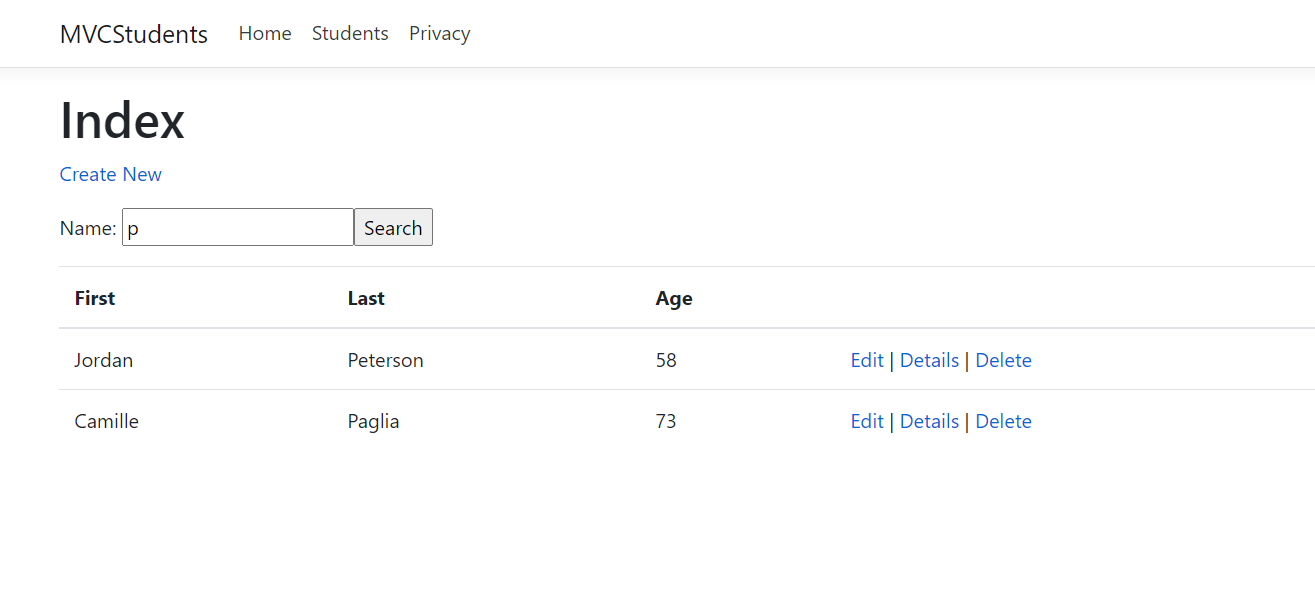 MVCStudents Home Students Privacy
Index
Create New
Name: p Search
First Last Age
Jordan Peterson 58 Edit | Details | Delete
Camille Paglia 73 Edit | Details | Delete